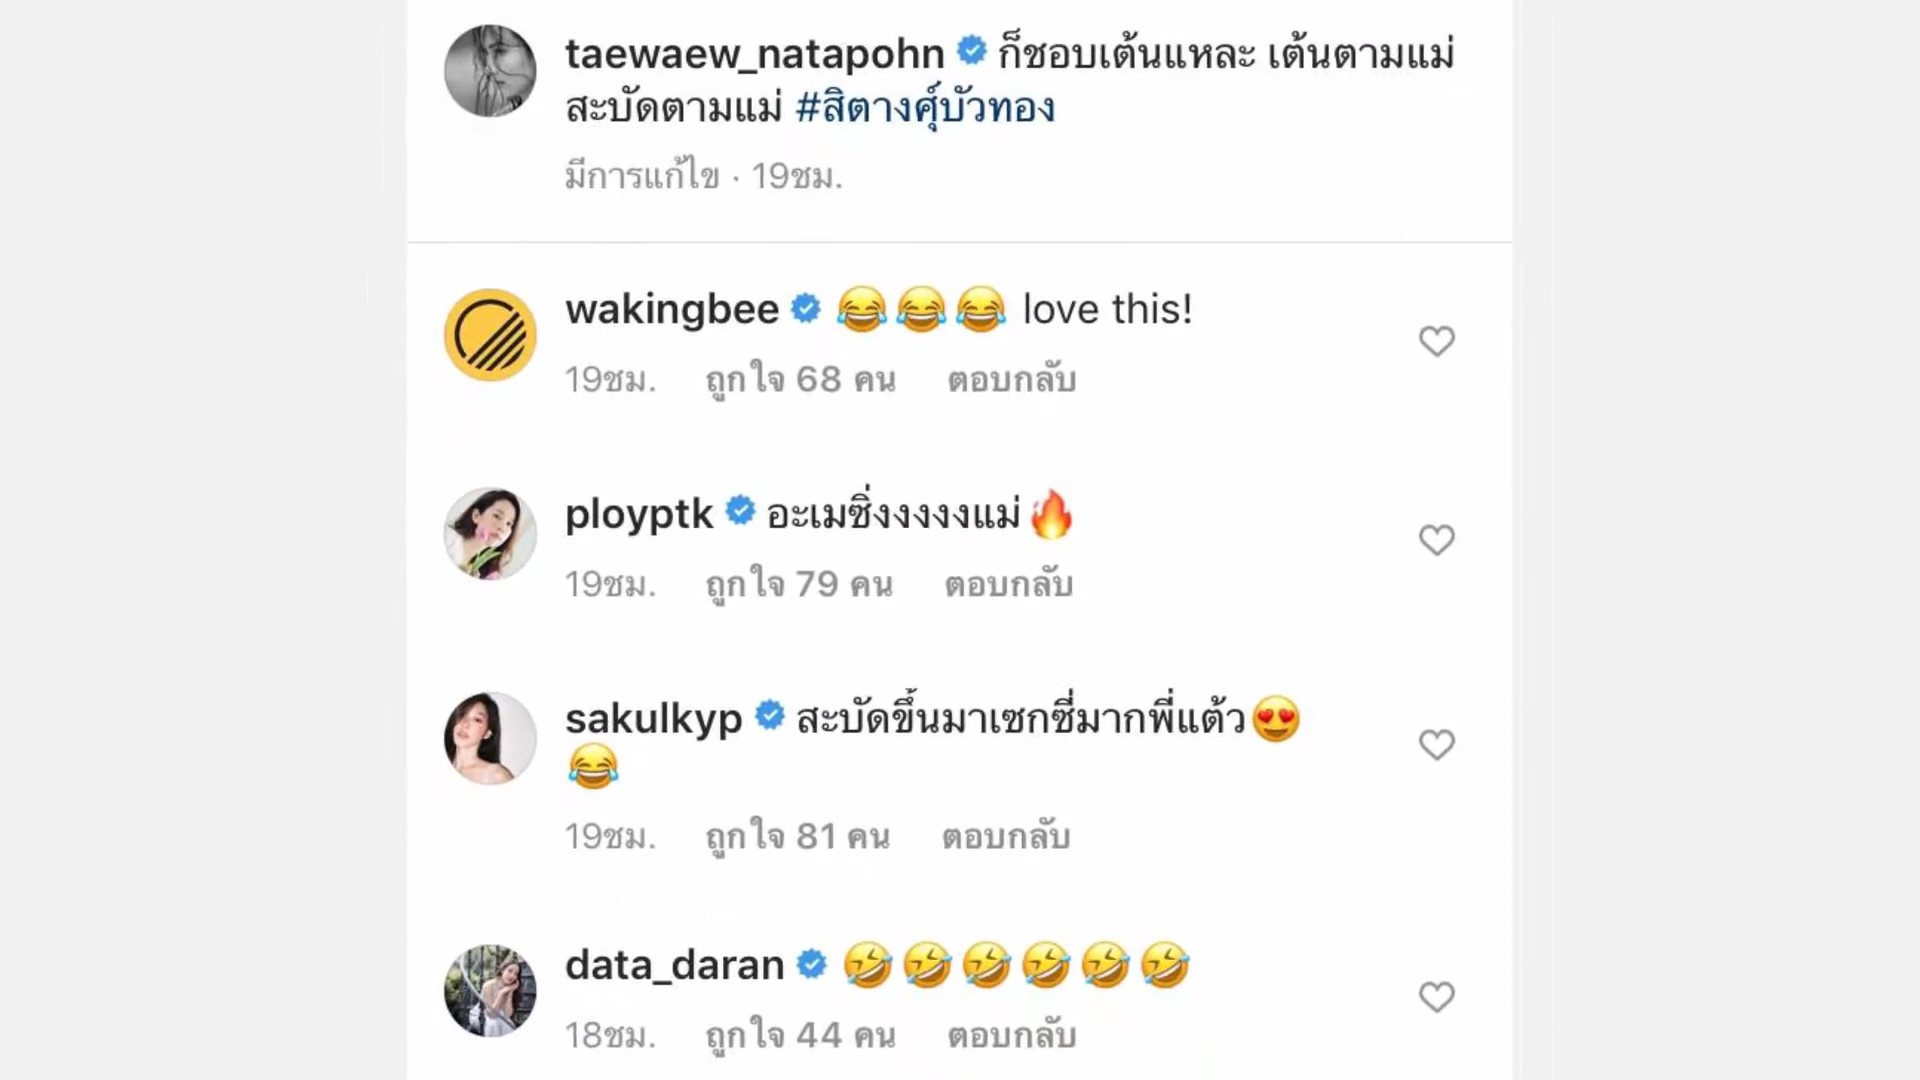 taewaew_natapohn ก็ชอบเต้นแหละ เต้นตามแม่
สะบัดตามแม่ #สิตางศุ์บัวทอง
มีการแก้ไข · 19ชม.
wakingbee 😂😂😂 love this!
19ชม. ถูกใจ 68 คน ตอบกลับ
ployptk อะเมซิ่งงงงงแม่🔥
19ชม. ถูกใจ 79 คน ตอบกลับ
sakulkyp สะบัดขึ้นมาเซกซี่มากพี่แต้ว😍
😂
19ชม. ถูกใจ 81 คน ตอบกลับ
data_daran 🤣🤣🤣🤣🤣🤣
18ชม. ถูกใจ 44 คน ตอบกลับ